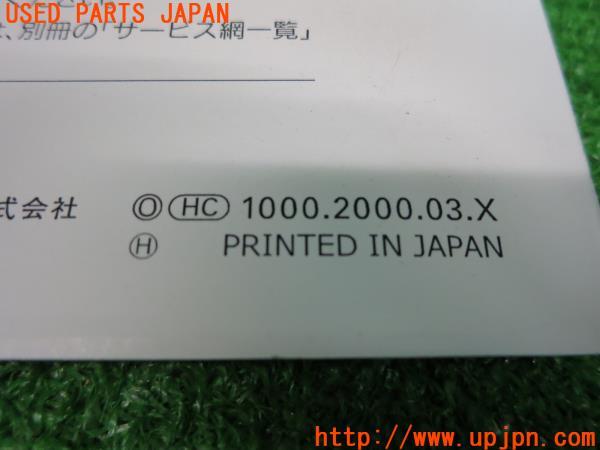 USED PARTS JAPAN
別冊の「サービス網一覧」
式会社 Ⓞ HC 1000.2000.03.X
Ⓗ PRINTED IN JAPAN
http://www.upjpn.com/